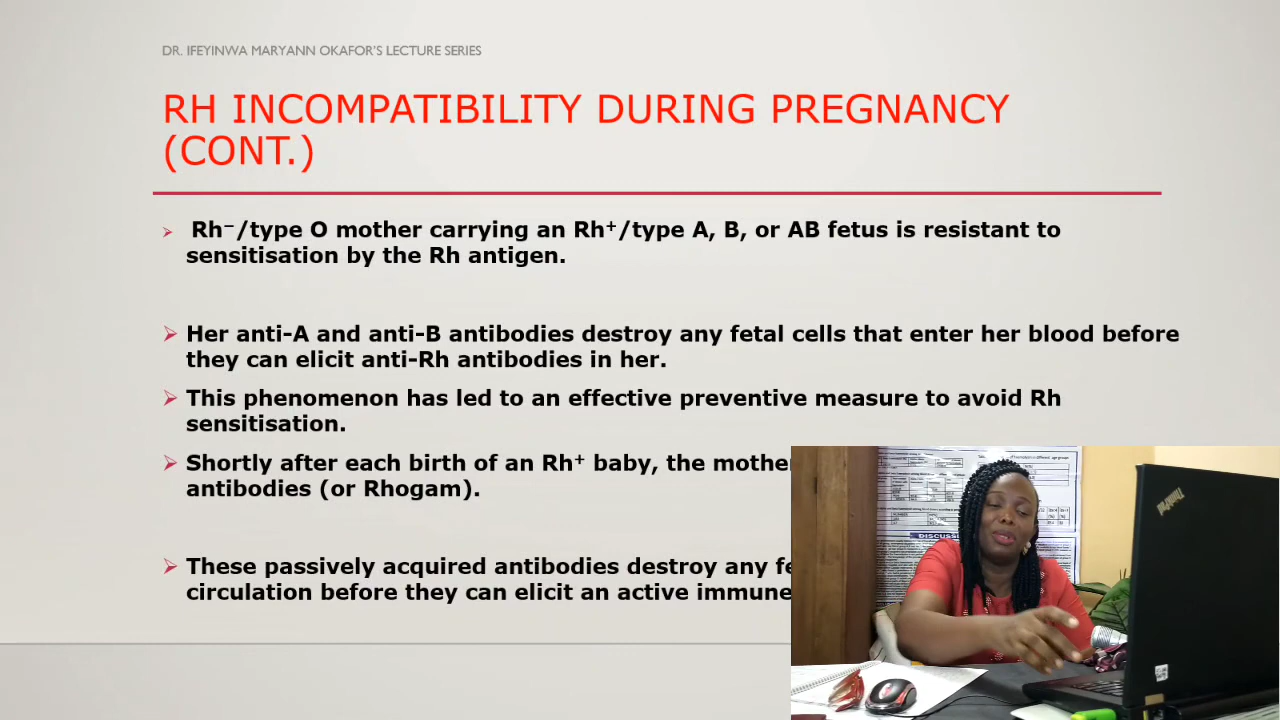 DR. IFEYINWA MARYANN OKAFOR'S LECTURE SERIES
RH INCOMPATIBILITY DURING PREGNANCY
(CONT.)
Rh⁻/type O mother carrying an Rh⁺/type A, B, or AB fetus is resistant to
sensitisation by the Rh antigen.
Her anti-A and anti-B antibodies destroy any fetal cells that enter her blood before
they can elicit anti-Rh antibodies in her.
This phenomenon has led to an effective preventive measure to avoid Rh
sensitisation.
Shortly after each birth of an Rh⁺ baby, the mother
antibodies (or Rhogam).
These passively acquired antibodies destroy any fe
circulation before they can elicit an active immune
DISCUSS
ThinkPad